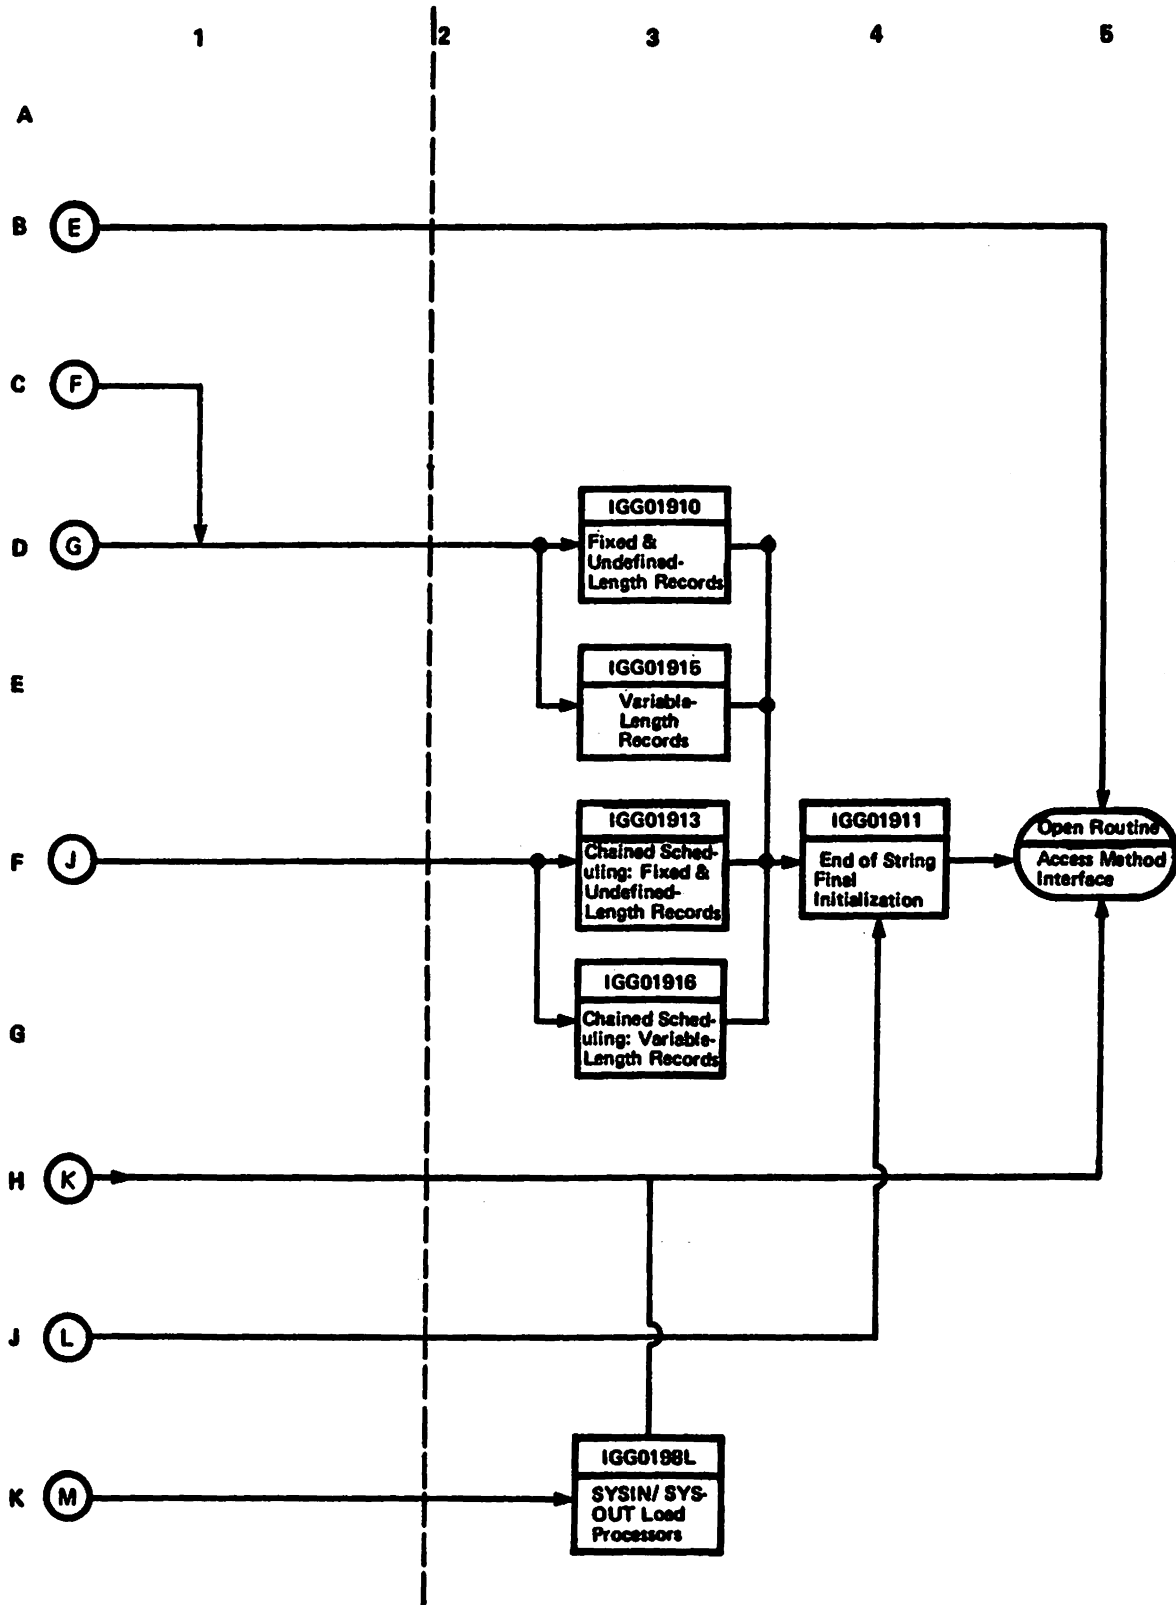 1 2 3 4 5
A
B E
C F
IGG01910
D G Fixed &
Undefined-
Length Records
IGG01915
E Variable-
Length
Records
IGG01913
Chained Sched-
uling: Fixed &
Undefined-
Length Records
F J
IGG01911
End of String
Final
Initialization
Open Routine
Access Method
Interface
IGG01916
G Chained Sched-
uling: Variable-
Length Records
H K
J L
IGG0198L
K M SYSIN/ SYS-
OUT Load
Processors